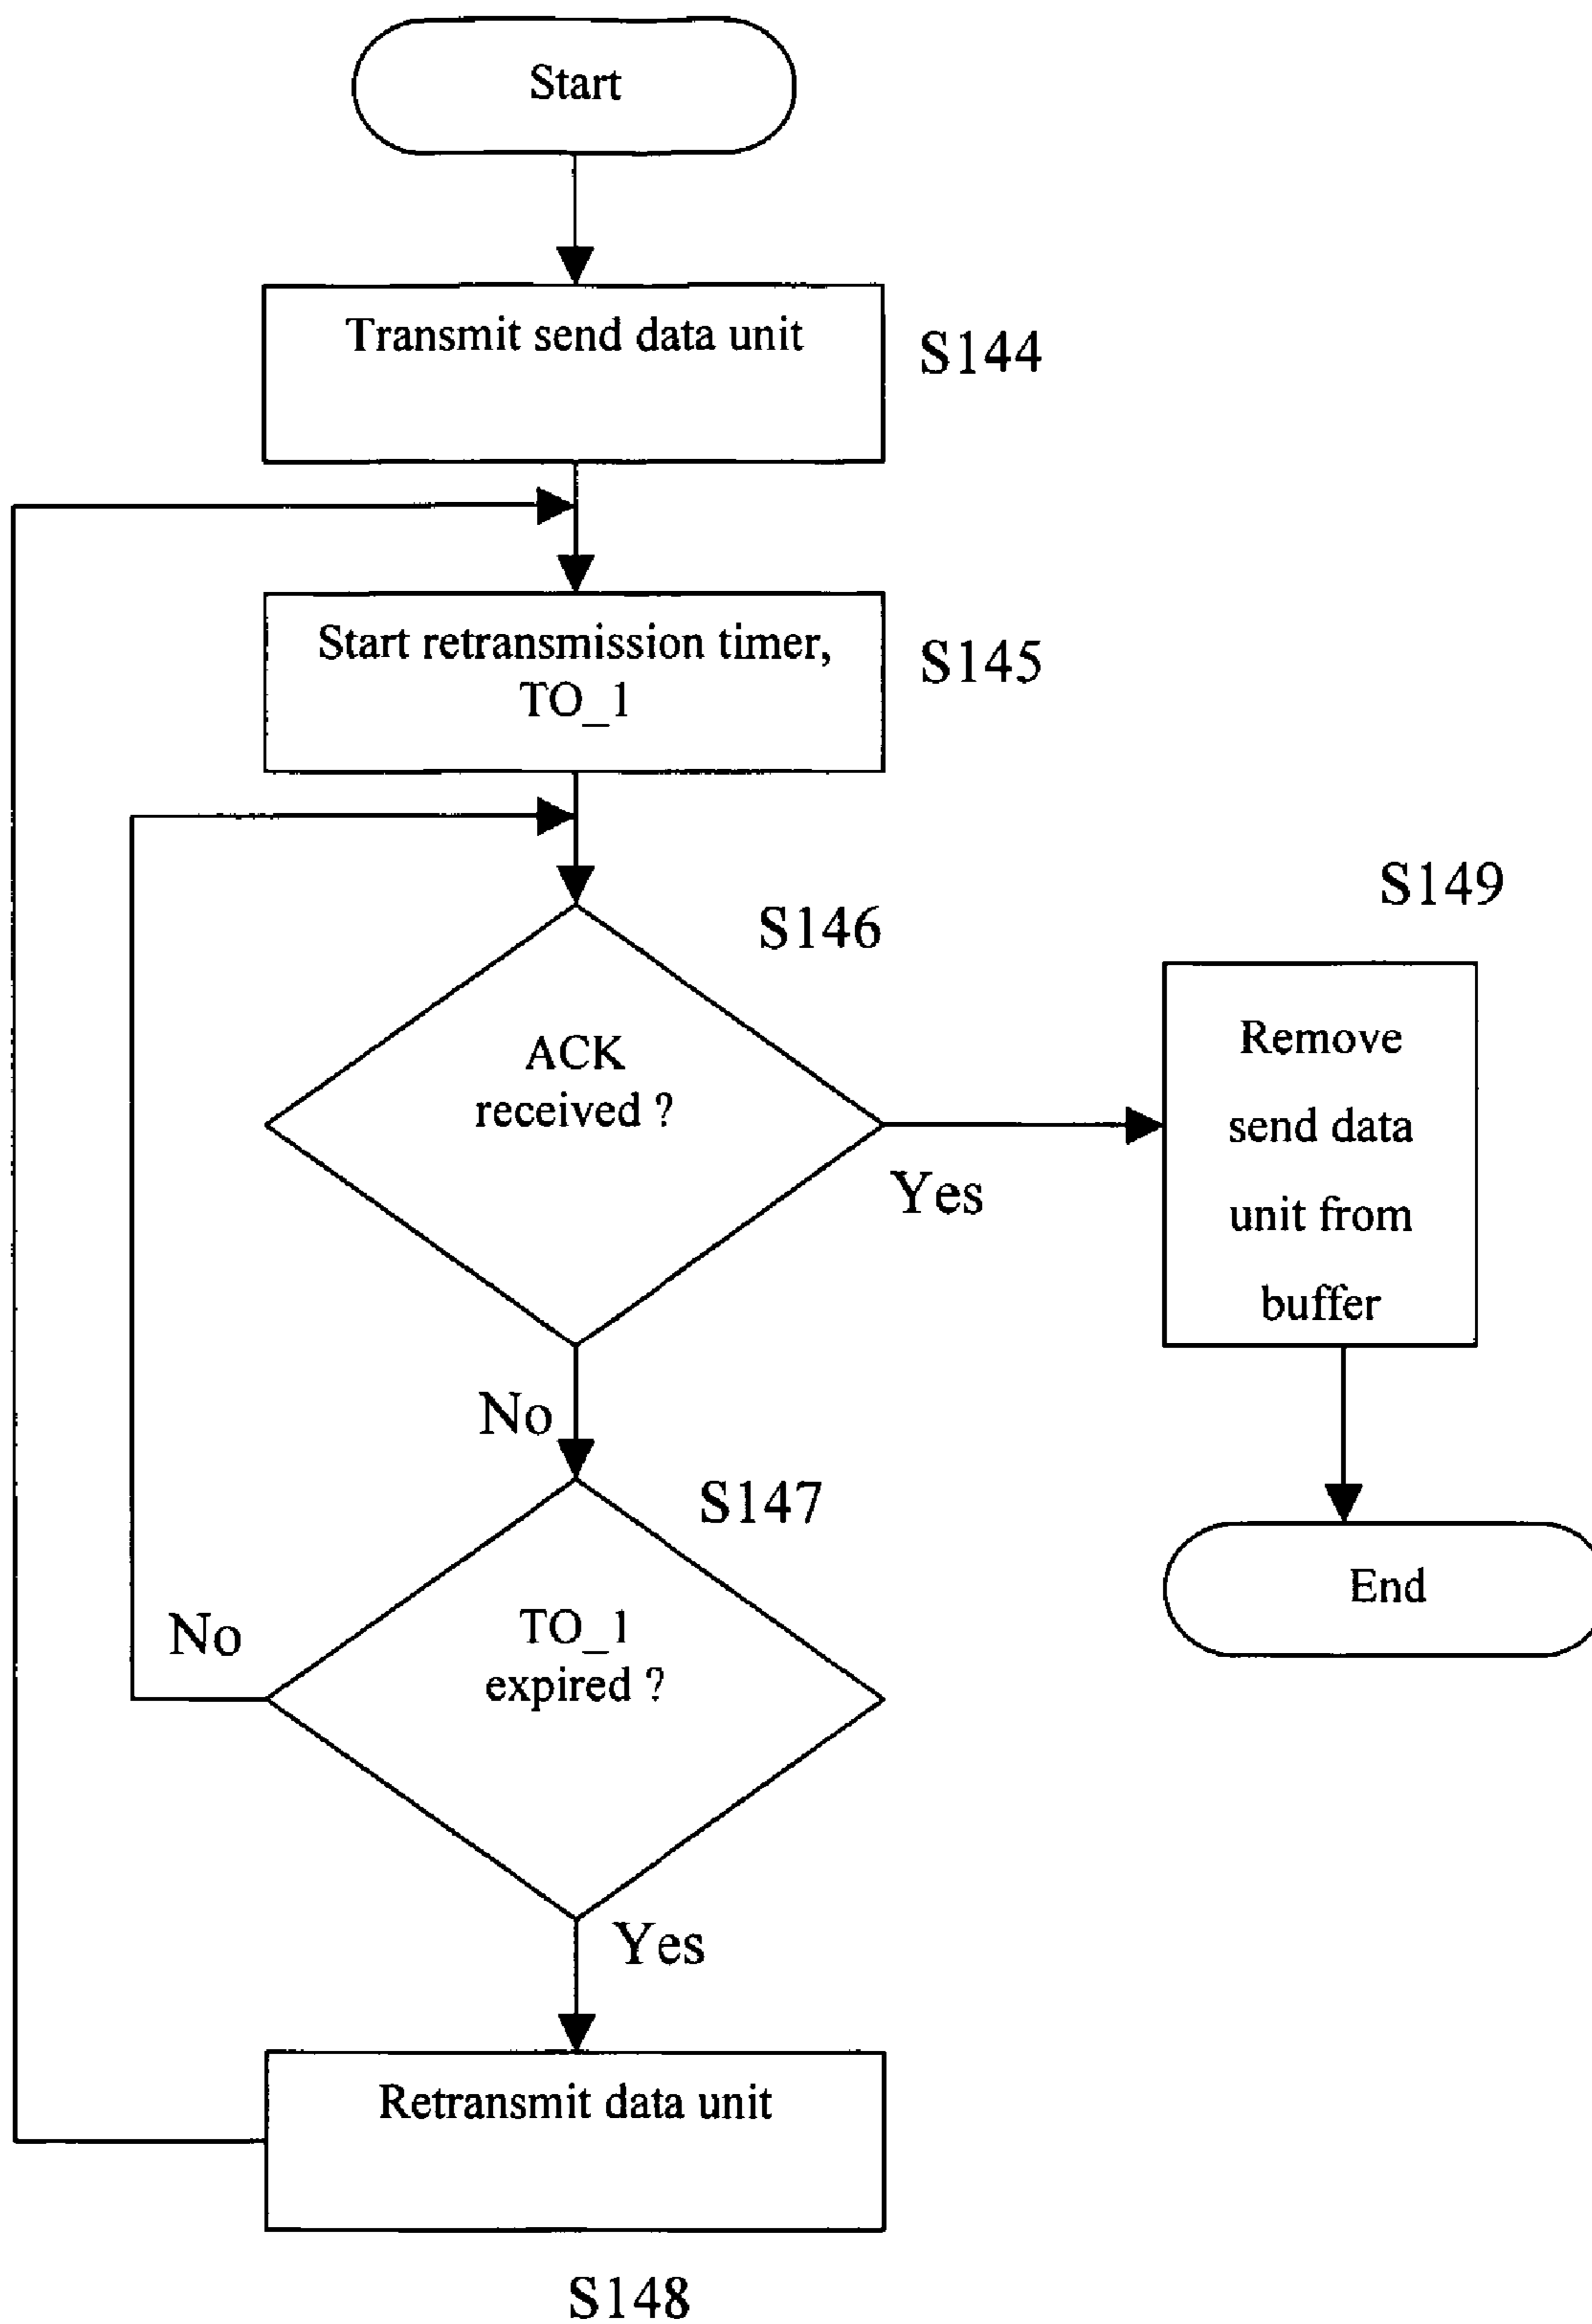 Start
Transmit send data unit
S144
Start retransmission timer,
TO_1
S145
S146
ACK
received ?
Yes
S149
Remove
send data
unit from
buffer
No
S147
TO_1
expired ?
No
End
Yes
Retransmit data unit
S148